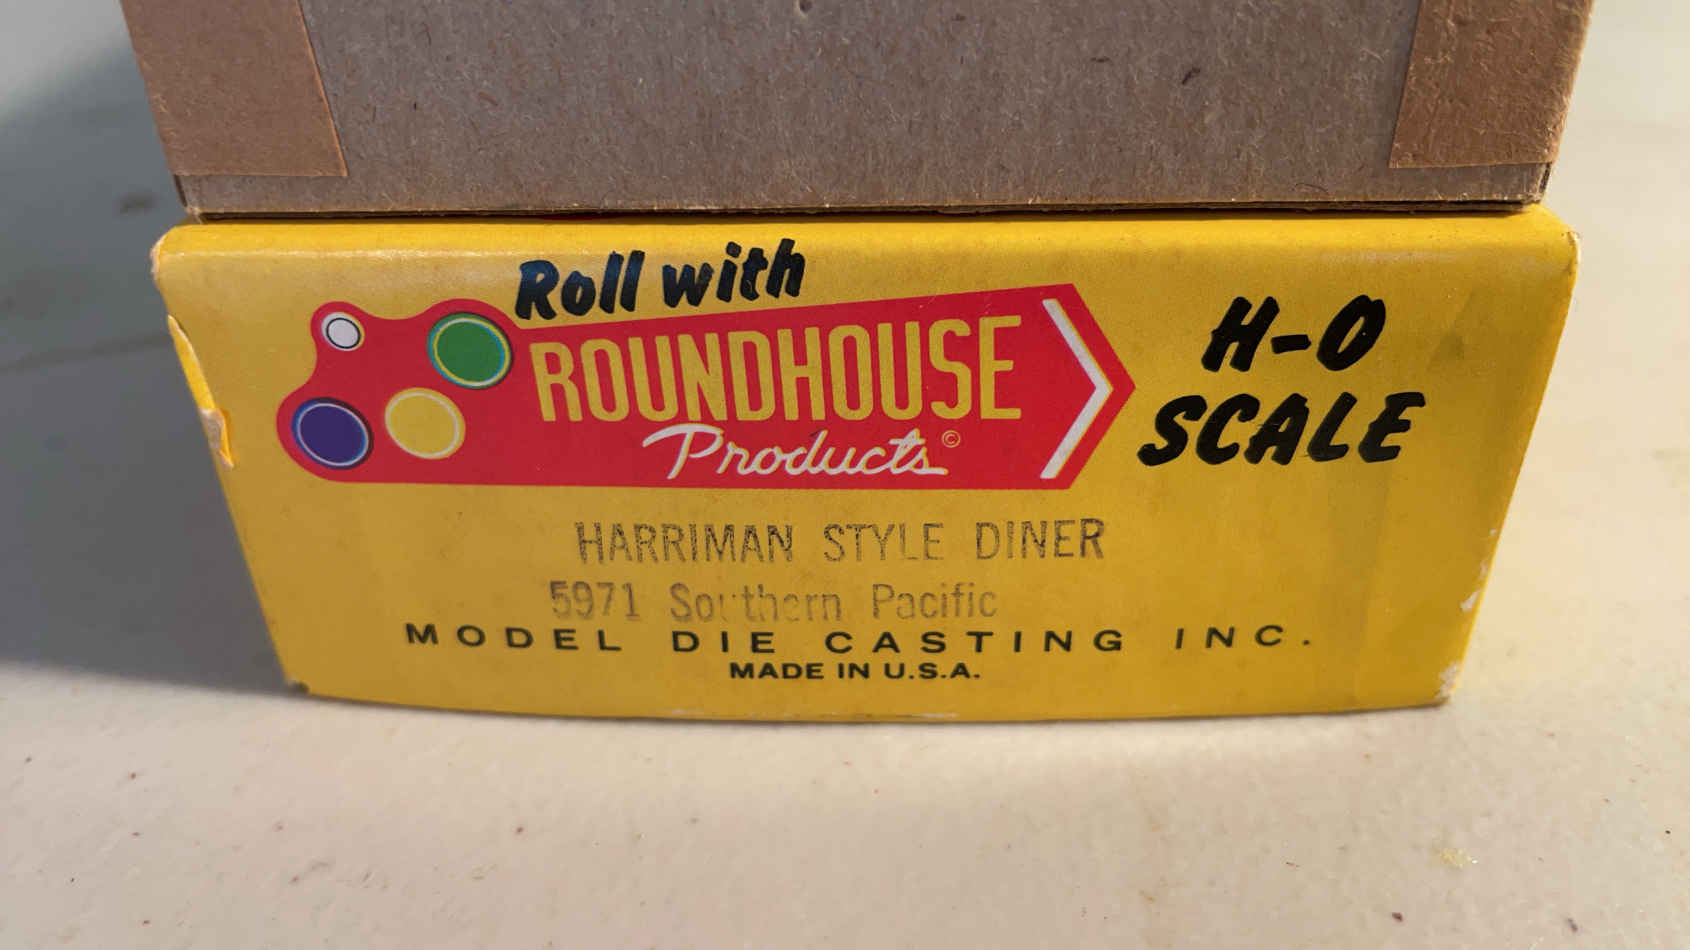 Roll with
ROUNDHOUSE
Products ©
H-O
SCALE
HARRIMAN STYLE DINER
5971 Southern Pacific
MODEL DIE CASTING INC.
MADE IN U.S.A.